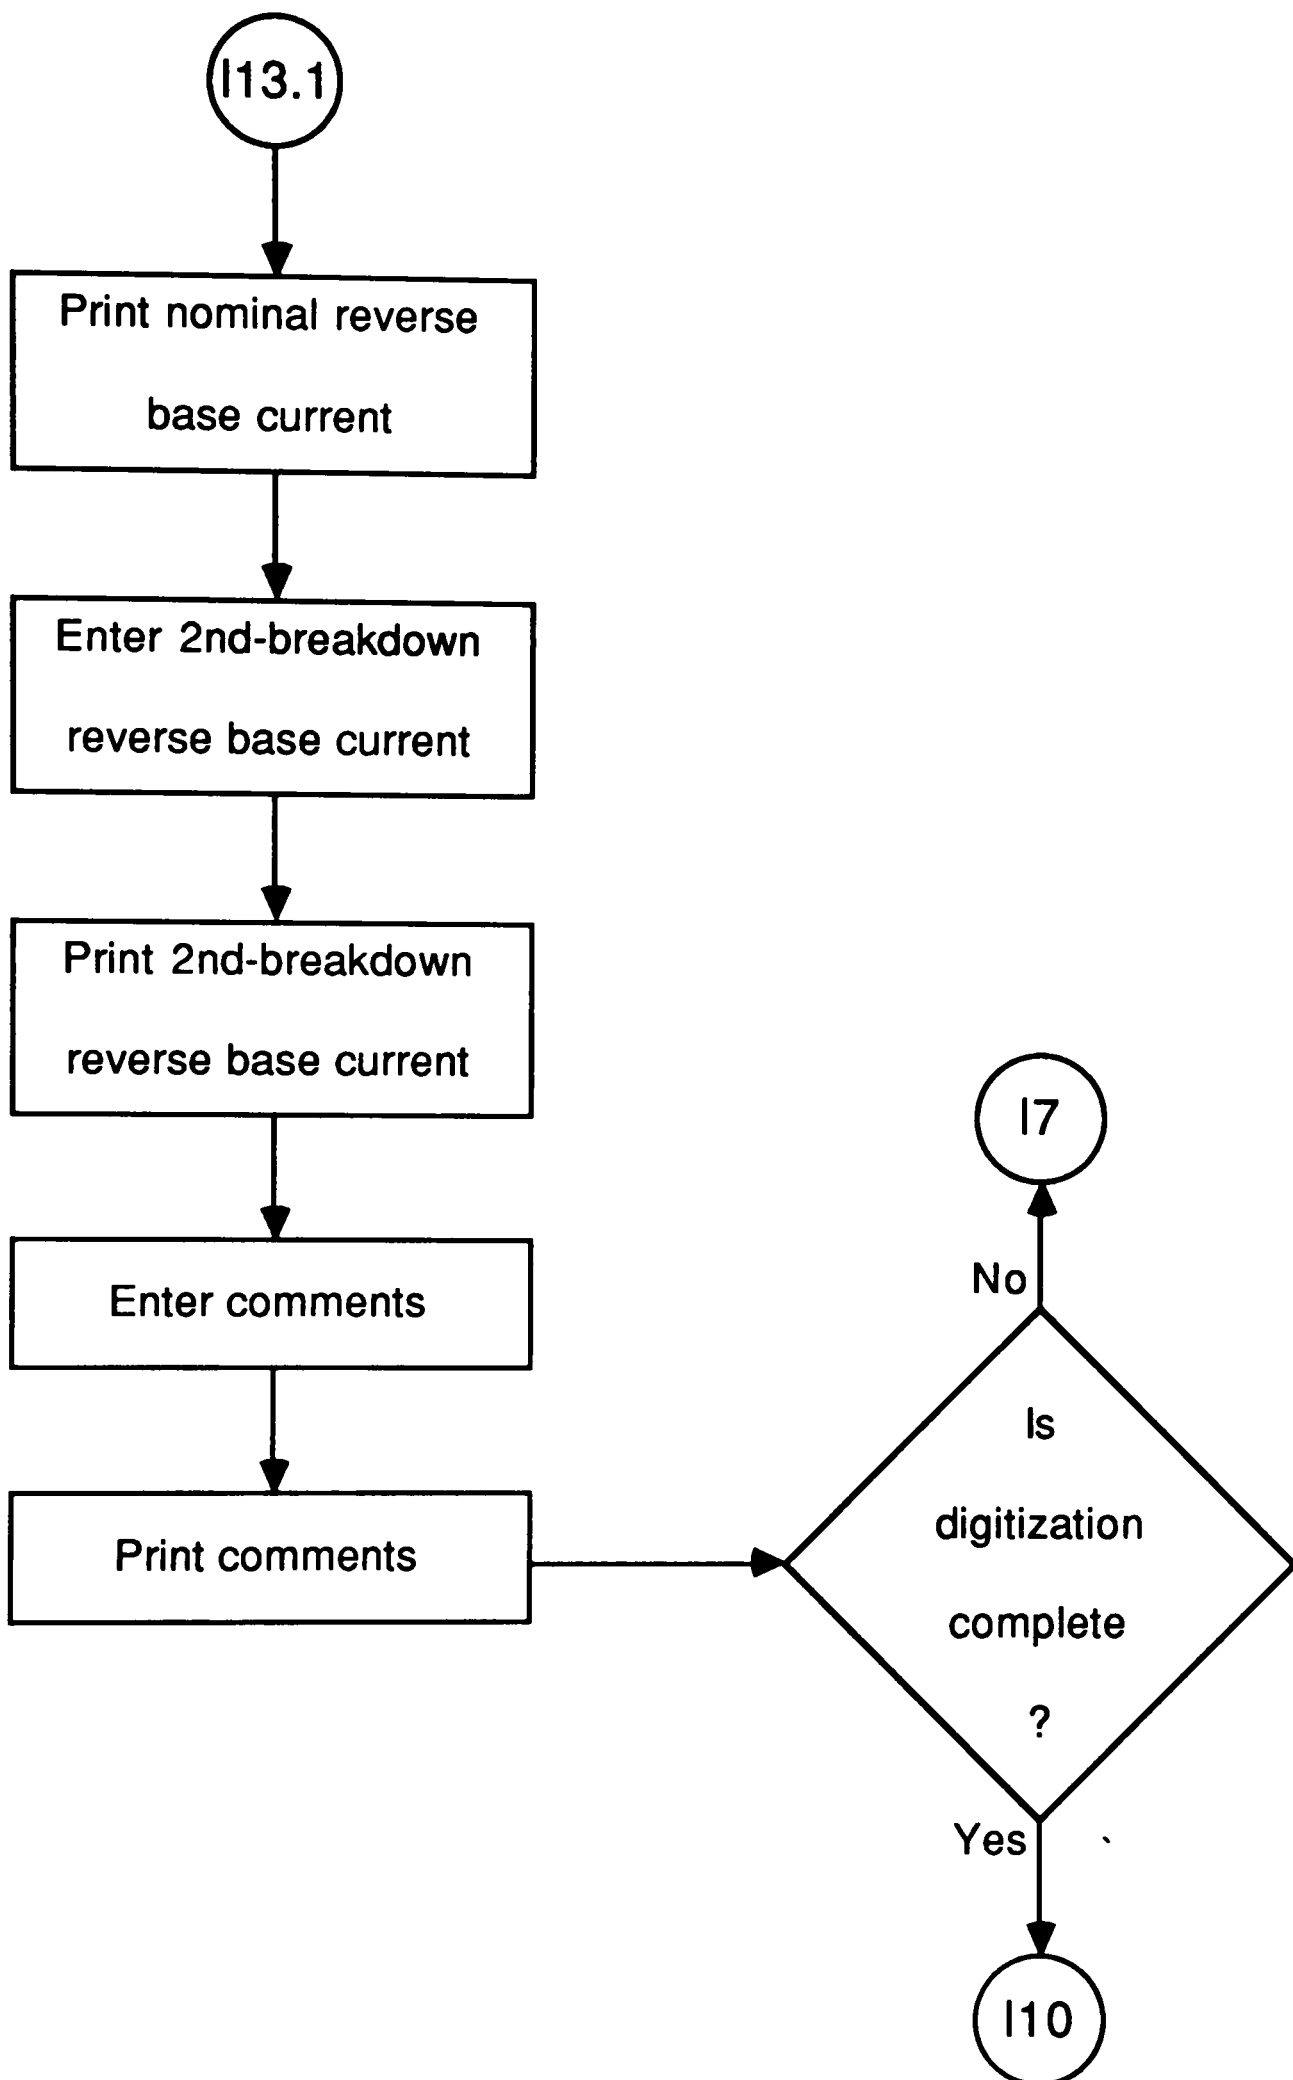 I13.1
Print nominal reverse
base current
Enter 2nd-breakdown
reverse base current
Print 2nd-breakdown
reverse base current
Enter comments
Print comments
I7
No
Is
digitization
complete
?
Yes
I10